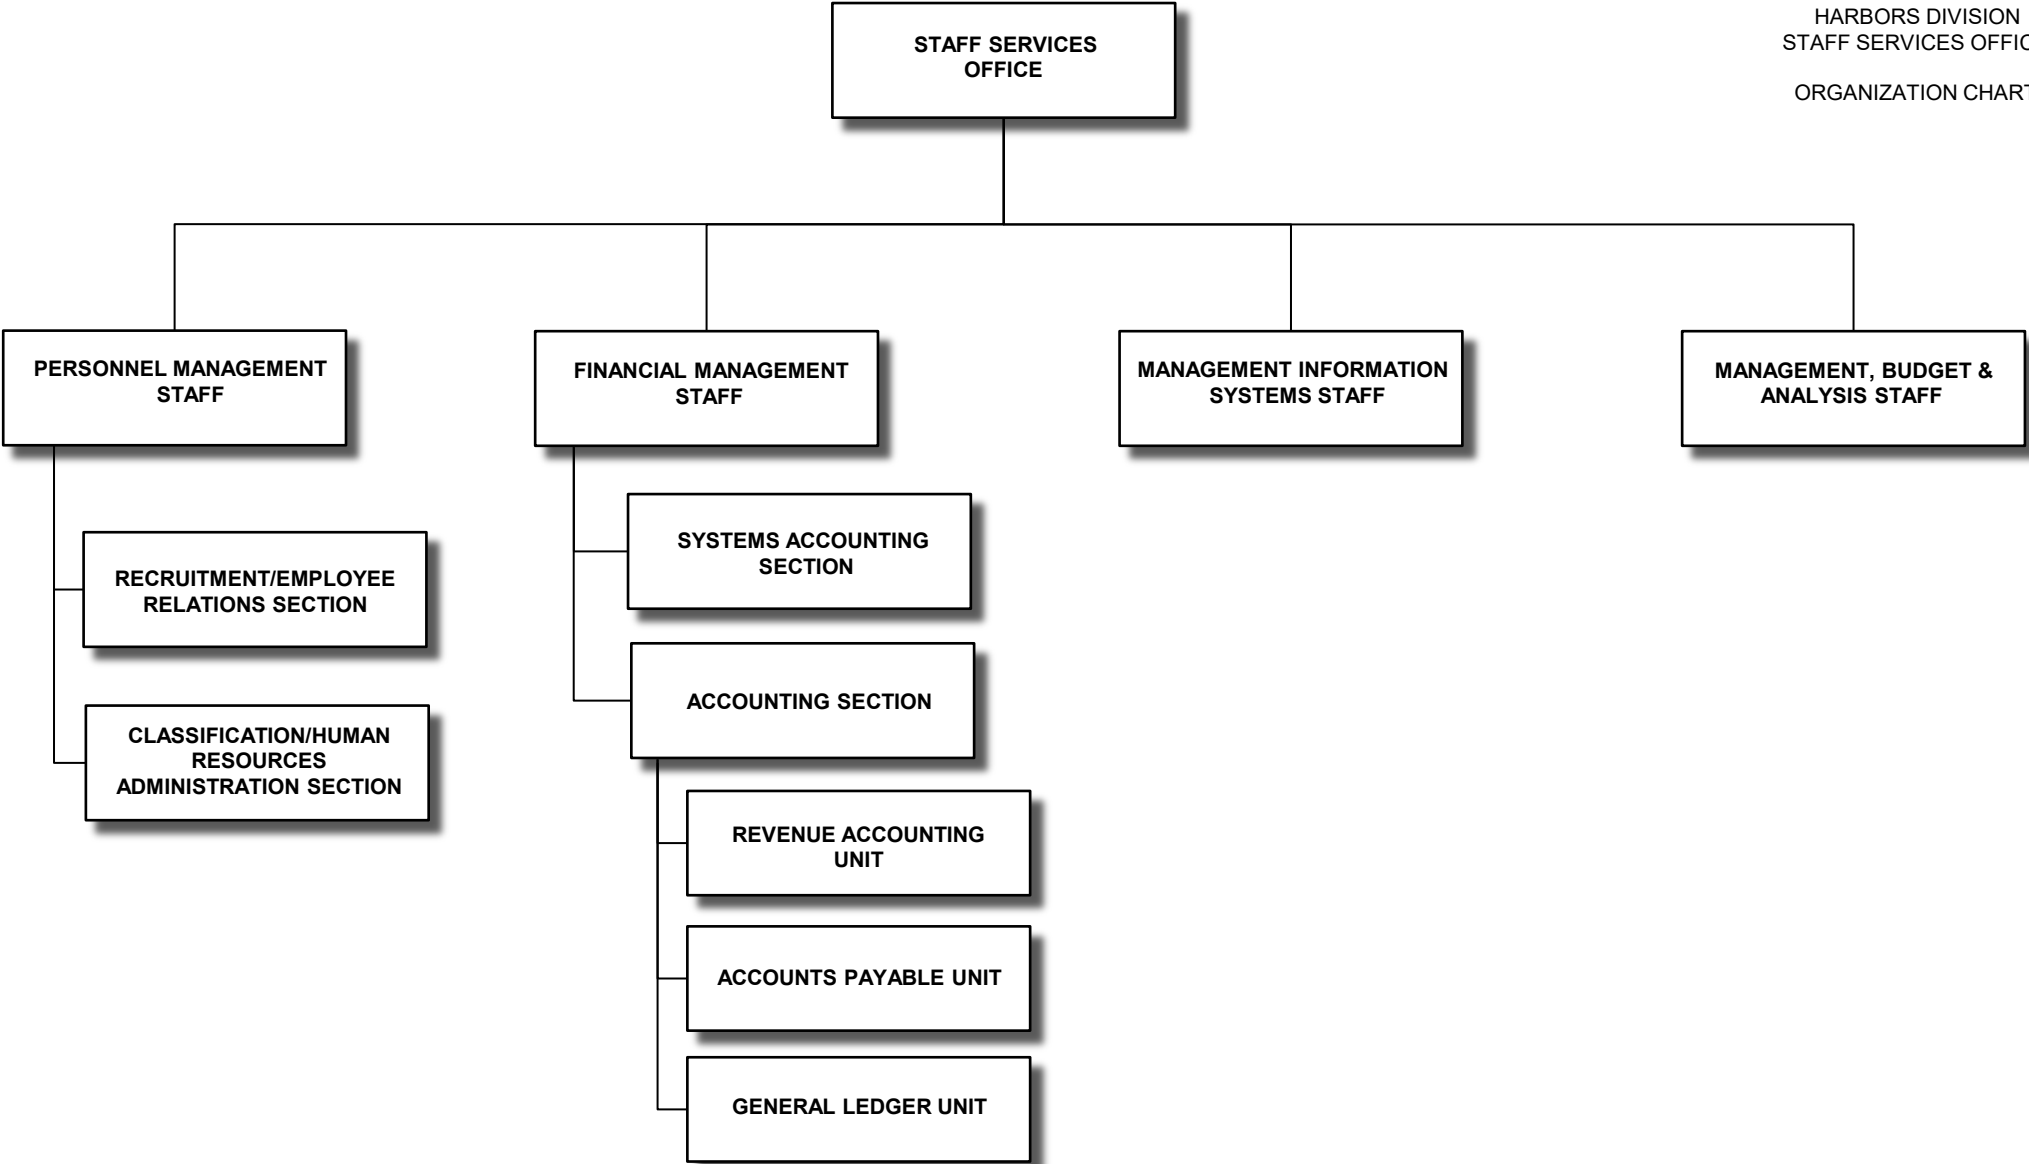 HARBORS DIVISION
STAFF SERVICES OFFIC
ORGANIZATION CHART
STAFF SERVICES
OFFICE
PERSONNEL MANAGEMENT
STAFF
FINANCIAL MANAGEMENT
STAFF
MANAGEMENT INFORMATION
SYSTEMS STAFF
MANAGEMENT, BUDGET &
ANALYSIS STAFF
RECRUITMENT/EMPLOYEE
RELATIONS SECTION
CLASSIFICATION/HUMAN
RESOURCES
ADMINISTRATION SECTION
SYSTEMS ACCOUNTING
SECTION
ACCOUNTING SECTION
REVENUE ACCOUNTING
UNIT
ACCOUNTS PAYABLE UNIT
GENERAL LEDGER UNIT